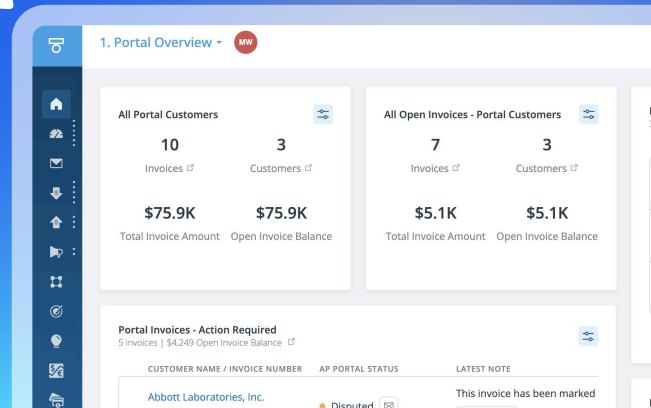 1. Portal Overview
MW
All Portal Customers
10
3
Invoices
Customers
$75.9K
$75.9K
Total Invoice Amount
Open Invoice Balance
All Open Invoices - Portal Customers
7
3
Invoices
Customers
$5.1K
$5.1K
Total Invoice Amount
Open Invoice Balance
Portal Invoices - Action Required
5 invoices | $4,249 Open Invoice Balance
CUSTOMER NAME / INVOICE NUMBER
AP PORTAL STATUS
LATEST NOTE
Abbott Laboratories, Inc.
Disputed
This invoice has been marked